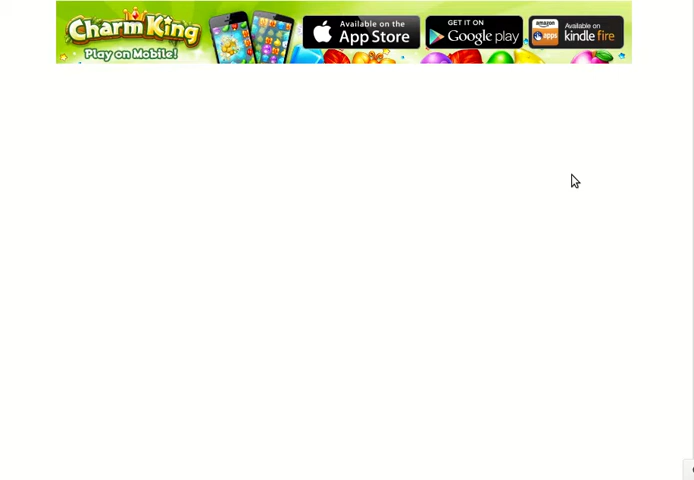 Charm King
Play on Mobile!
Available on the
App Store
GET IT ON
Google play
amazon
apps
Available on
kindle fire